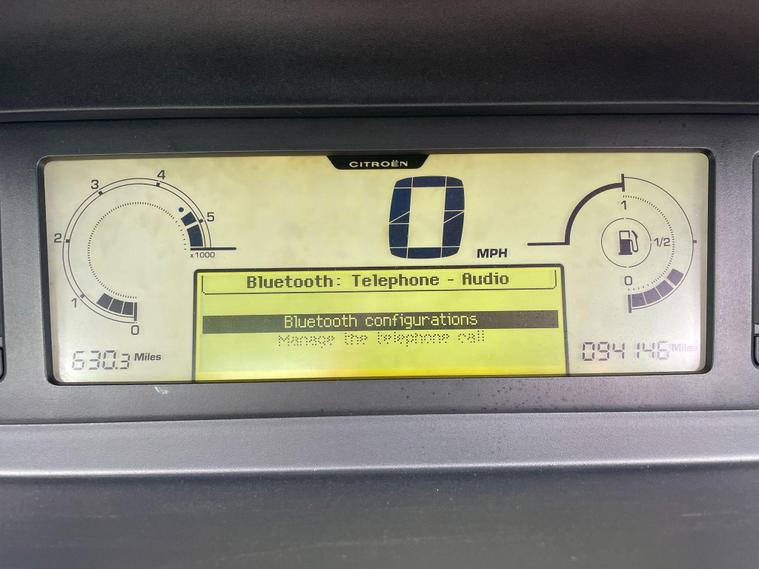 CITROËN
4
3
5
2
x1000
1
0
0
MPH
1
1/2
0
Bluetooth: Telephone - Audio
Bluetooth configurations
Manage the telephone call
630.3 Miles
094146 Miles